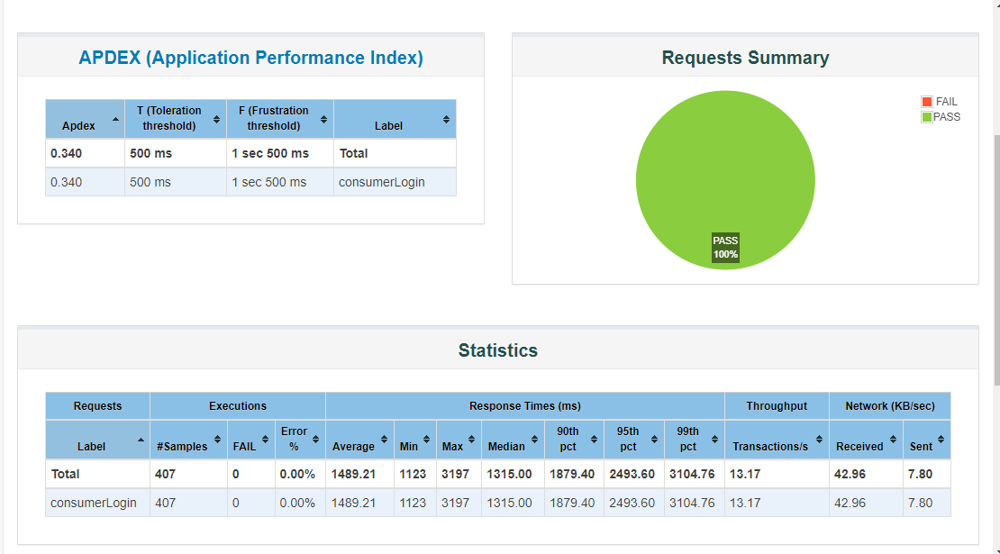 APDEX (Application Performance Index)
Apdex T (Toleration threshold) F (Frustration threshold) Label
0.340 500 ms 1 sec 500 ms Total
0.340 500 ms 1 sec 500 ms consumerLogin
Requests Summary
FAIL
PASS
PASS
100%
Statistics
Requests Executions Response Times (ms) Throughput Network (KB/sec)
Label #Samples FAIL Error % Average Min Max Median 90th pct 95th pct 99th pct Transactions/s Received Sent
Total 407 0 0.00% 1489.21 1123 3197 1315.00 1879.40 2493.60 3104.76 13.17 42.96 7.80
consumerLogin 407 0 0.00% 1489.21 1123 3197 1315.00 1879.40 2493.60 3104.76 13.17 42.96 7.80